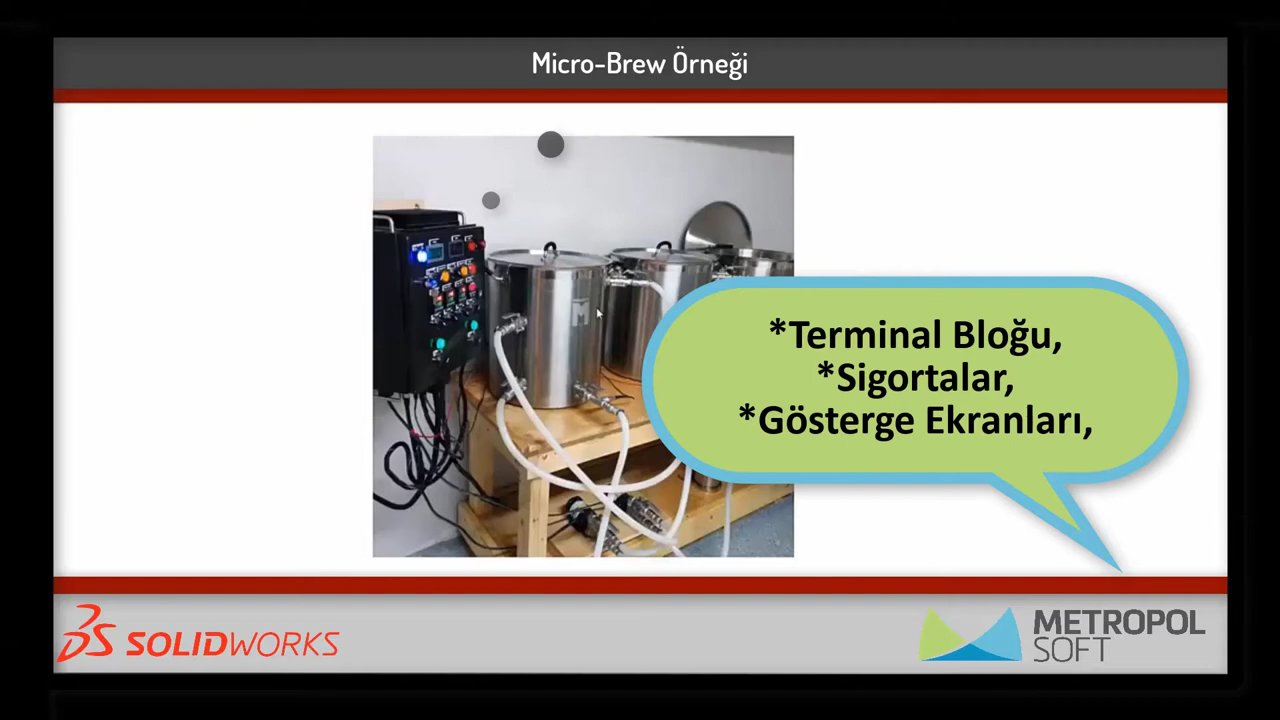 Micro-Brew Örneği
M
*Terminal Bloğu,
*Sigortalar,
*Gösterge Ekranları,
SOLIDWORKS
METROPOL
SOFT